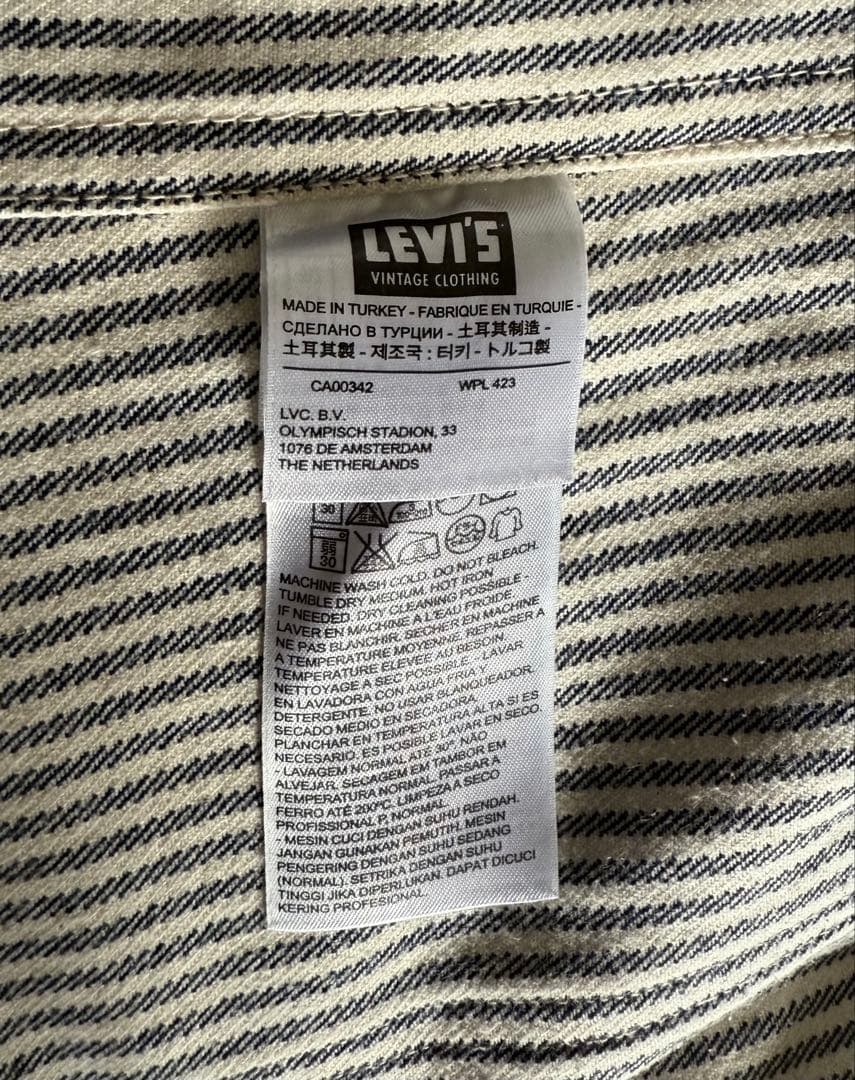 LEVI'S
VINTAGE CLOTHING
MADE IN TURKEY - FABRIQUE EN TURQUIE -
СДЕЛАНО В ТУРЦИИ - 土耳其制造 -
土耳其製 - 제조국 : 터키 - トルコ製
CA00342 WPL 423
LVC. B.V.
OLYMPISCH STADION, 33
1076 DE AMSTERDAM
THE NETHERLANDS
30
30
MACHINE WASH COLD. DO NOT BLEACH.
TUMBLE DRY MEDIUM. HOT IRON
IF NEEDED. DRY CLEANING POSSIBLE -
LAVER EN MACHINE A L'EAU FROIDE.
NE PAS BLANCHIR. SECHER EN MACHINE
A TEMPERATURE MOYENNE. REPASSER A
TEMPERATURE ELEVEE AU BESOIN.
NETTOYAGE A SEC POSSIBLE. - LAVAR
EN LAVADORA CON AGUA FRIA Y
DETERGENTE. NO USAR BLANQUEADOR.
SECADO MEDIO EN SECADORA.
PLANCHAR EN TEMPERATURA ALTA SI ES
NECESARIO. ES POSIBLE LAVAR EN SECO.
- LAVAGEM NORMAL ATÉ 30°. NÃO
ALVEJAR. SECAGEM EM TAMBOR EM
TEMPERATURA NORMAL. PASSAR A
FERRO ATÉ 200ºC. LIMPEZA A SECO
PROFISSIONAL P, NORMAL.
- MESIN CUCI DENGAN SUHU RENDAH.
JANGAN GUNAKAN PEMUTIH. MESIN
PENGERING DENGAN SUHU SEDANG
(NORMAL). SETRIKA DENGAN SUHU
TINGGI JIKA DIPERLUKAN. DAPAT DICUCI
KERING PROFESIONAL.